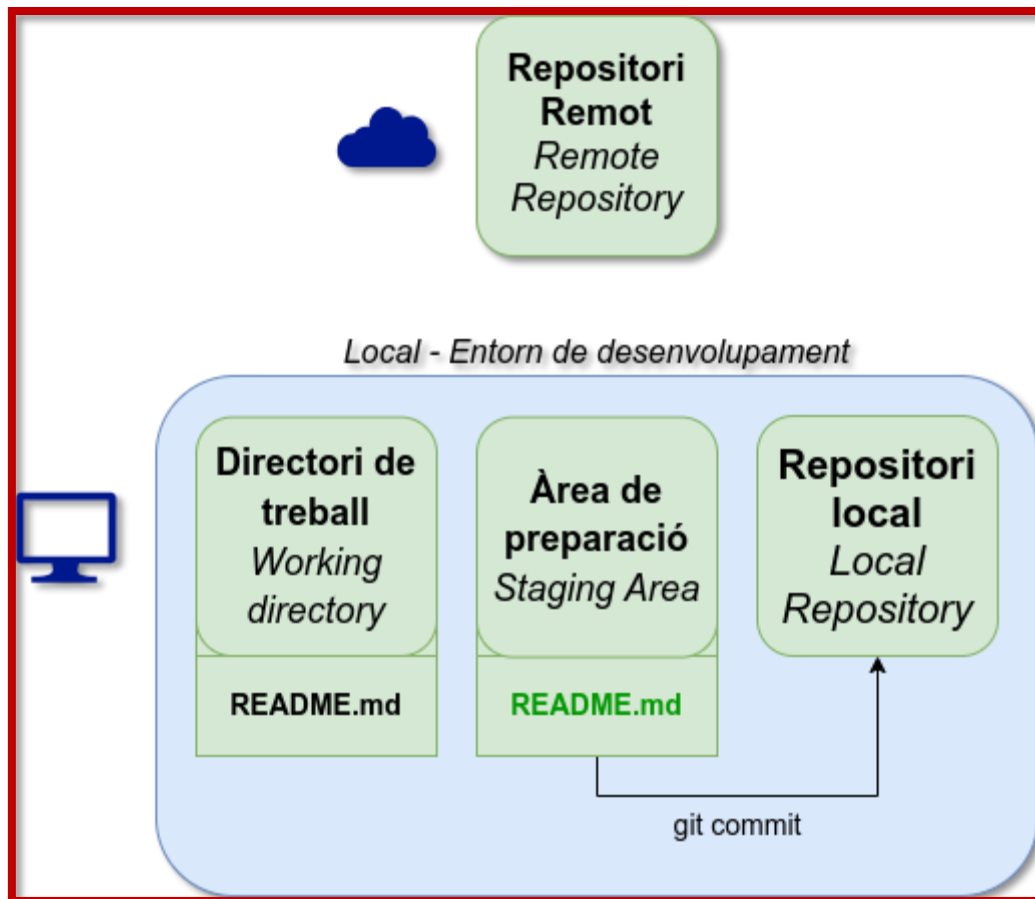 Repositori
Remot
Remote
Repository
Local - Entorn de desenvolupament
Directori de
treball
Working
directory
README.md
Àrea de
preparació
Staging Area
README.md
Repositori
local
Local
Repository
git commit